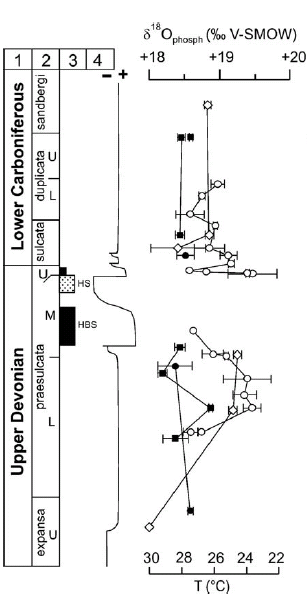 δ18Ophosph (‰ V-SMOW)
+18 +19 +20
1 2 3 4
- +
Lower Carboniferous
sandbergi
duplicata
U
L
sulcata
Upper Devonian
U
HS
M
HBS
praesulcata
L
expansa
U
30 28 26 24 22
T (°C)